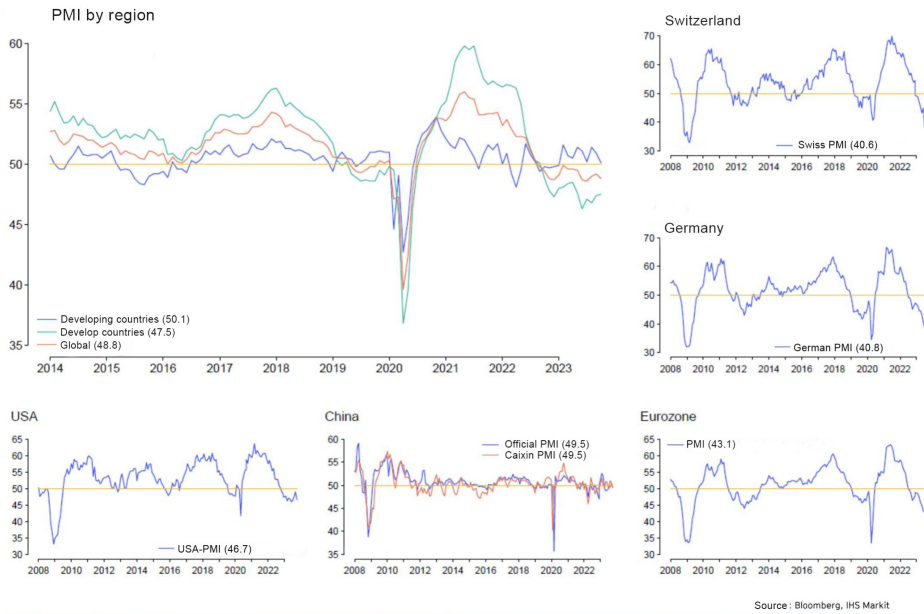 PMI by region
60
55
50
45
40
35
Developing countries (50.1)
Develop countries (47.5)
Global (48.8)
2014 2015 2016 2017 2018 2019 2020 2021 2022 2023
Switzerland
70
60
50
40
30
Swiss PMI (40.6)
2008 2010 2012 2014 2016 2018 2020 2022
Germany
70
60
50
40
30
German PMI (40.8)
2008 2010 2012 2014 2016 2018 2020 2022
USA
65
60
55
50
45
40
35
30
USA-PMI (46.7)
2008 2010 2012 2014 2016 2018 2020 2022
China
60
55
50
45
40
35
Official PMI (49.5)
Caixin PMI (49.5)
2008 2010 2012 2014 2016 2018 2020 2022
Eurozone
65
60
55
50
45
40
35
30
PMI (43.1)
2008 2010 2012 2014 2016 2018 2020 2022
Source : Bloomberg, IHS Markit